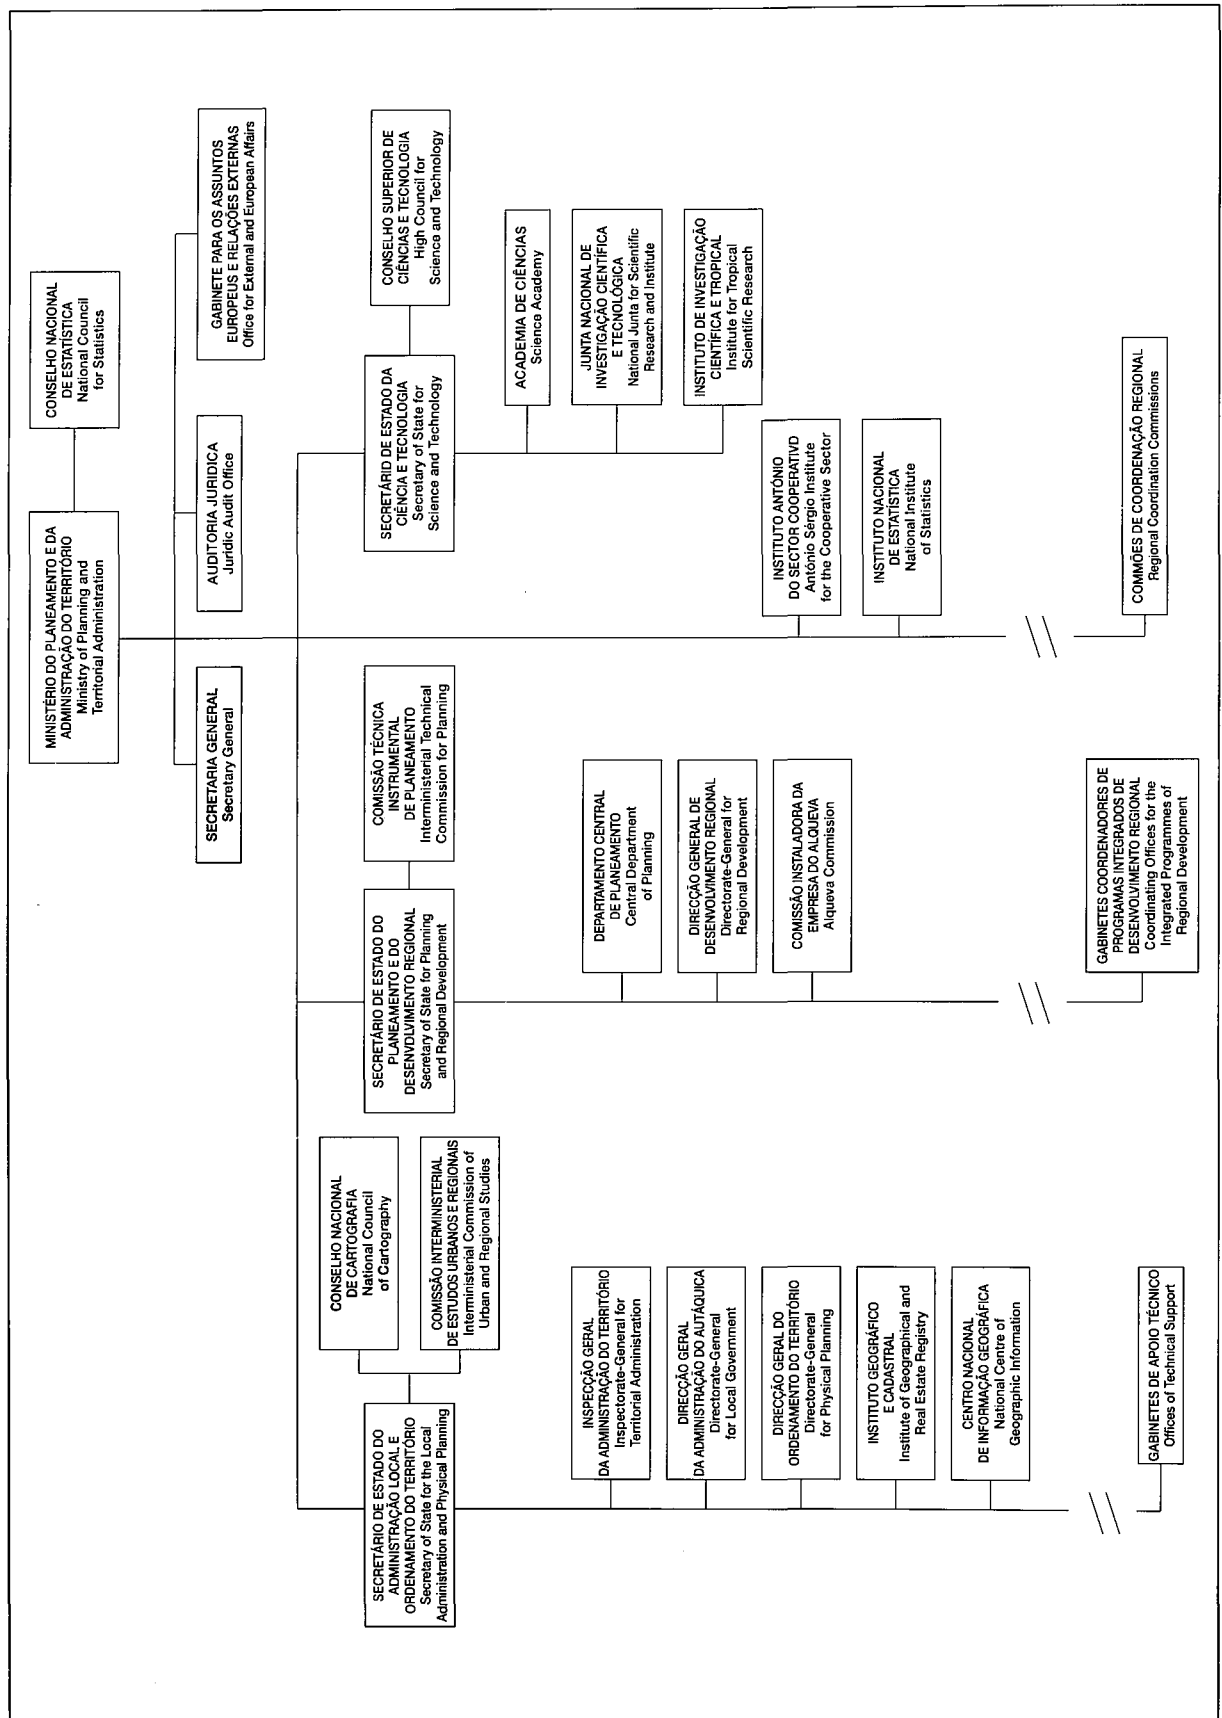 MINISTÉRIO DO PLANEAMENTO E DA
ADMINISTRAÇÃO DO TERRITÓRIO
Ministry of Planning and
Territorial Administration
CONSELHO NACIONAL
DE ESTATÍSTICA
National Council
for Statistics
SECRETARIA GENERAL
Secretary General
AUDITORIA JURIDICA
Juridic Audit Office
GABINETE PARA OS ASSUNTOS
EUROPEUS E RELAÇÕES EXTERNAS
Office for External and European Affairs
SECRETÁRIO DE ESTADO DO
ADMINISTRAÇÃO LOCAL E
ORDENAMENTO DO TERRITÓRIO
Secretary of State for the Local
Administration and Physical Planning
CONSELHO NACIONAL
DE CARTOGRAFIA
National Council
of Cartography
COMISSÃO INTERMINISTERIAL
DE ESTUDOS URBANOS E REGIONAIS
Interministerial Commission of
Urban and Regional Studies
SECRETÁRIO DE ESTADO DO
PLANEAMENTO E DO
DESENVDLVIMENTO REGIONAL
Secretary of State for Planning
and Regional Development
COMISSÃO TÉCNICA
INSTRUMENTAL
DE PLANEAMENTO
Interministerial Technical
Commission for Planning
SECRETÁRID DE ESTADO DA
CIÊNCIA E TECNOLOGIA
Secretary of State for
Science and Technology
CONSELHO SUPERIOR DE
CIÊNCIAS E TECNOLOGIA
High Council for
Science and Technology
ACADEMIA DE CIÊNCIAS
Science Academy
JUNTA NACIONAL DE
INVESTIGAÇÃO CIENTÍFICA
E TECNOLÓGICA
National Junta for Scientific
Research and Institute
INSTITUTO DE INVESTIGAÇÃO
CIENTÍFICA E TROPICAL
Institute for Tropical
Scientific Research
INSPECÇÃO GERAL
DA ADMINISTRAÇÃO DO TERRITÓRIO
Inspectorate-General for
Territorial Administration
DIRECÇÃO GERAL
DA ADMINISTRAÇÃO DO AUTÁQUICA
Directorate-General
for Local Government
DIRECÇÃO GERAL DO
ORDENAMENTO DO TERRITÓRIO
Directorate-General
for Physical Planning
INSTITUTO GEOGRÁFICO
E CADASTRAL
Institute of Geographical and
Real Estate Registry
CENTRO NACIONAL
DE INFORMAÇÃO GEOGRÁFICA
National Centre of
Geographic Information
GABINETES DE APOIO TÉCNICO
Offices of Technical Support
DEPARTAMENTO CENTRAL
DE PLANEAMENTO
Central Department
of Planning
DIRECÇÃO GENERAL DE
DESENVOLVIMENTO REGIONAL
Directorate-General for
Regional Development
COMISSÃO INSTALADORA DA
EMPRESA DO ALQUEVA
Alqueva Commission
GABINETES COORDENADORES DE
PROGRAMAS INTEGRADOS DE
DESENVOLVIMENTO REGIONAL
Coordinating Offices for the
Integrated Programmes of
Regional Development
INSTITUTO ANTÓNIO
DO SECTOR COOPERATIVD
António Sérgio Institute
for the Cooperative Sector
INSTITUTO NACIONAL
DE ESTATÍSTICA
National Institute
of Statistics
COMMÕES DE COORDENAÇÃO REGIONAL
Regional Coordination Commissions